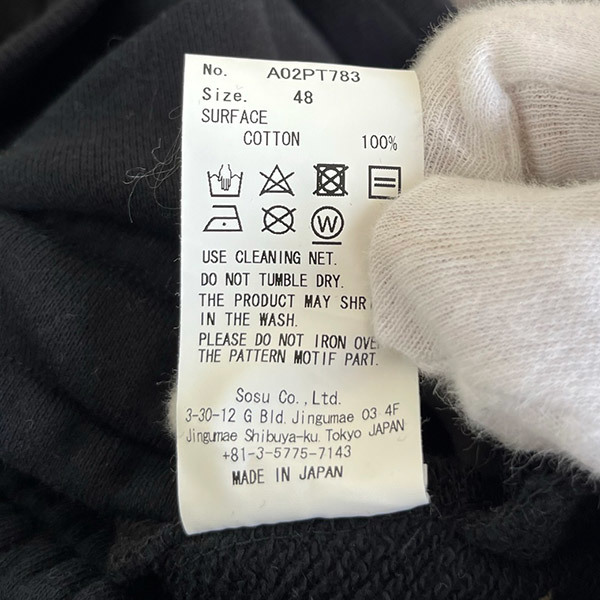 No. A02PT783
Size. 48
SURFACE
COTTON 100%
W
USE CLEANING NET.
DO NOT TUMBLE DRY.
THE PRODUCT MAY SHR
IN THE WASH.
PLEASE DO NOT IRON OVE
THE PATTERN MOTIF PART.
Sosu Co.,Ltd.
3-30-12 G Bld. Jingumae 03 4F
Jingumae Shibuya-ku. Tokyo JAPAN
+81-3-5775-7143
MADE IN JAPAN